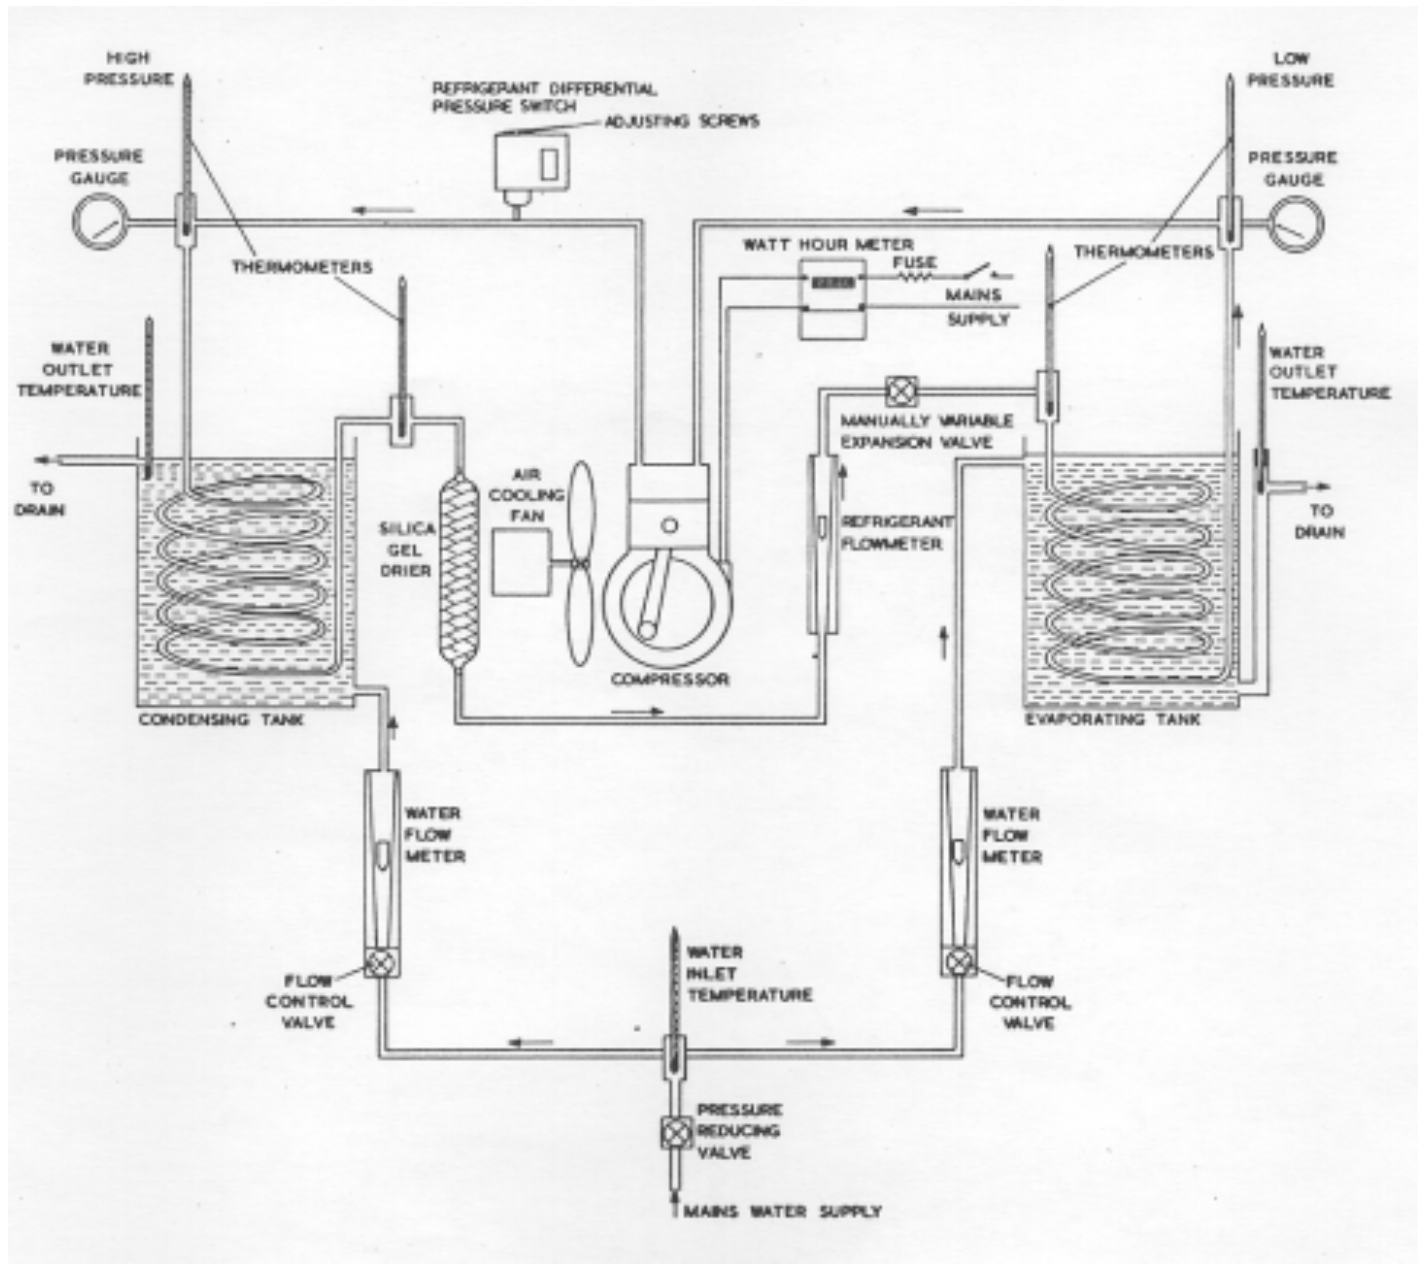 HIGH
PRESSURE
PRESSURE
GAUGE
REFRIGERANT DIFFERENTIAL
PRESSURE SWITCH
ADJUSTING SCREWS
LOW
PRESSURE
PRESSURE
GAUGE
THERMOMETERS
WATT HOUR METER
FUSE
MAINS
SUPPLY
THERMOMETERS
WATER
OUTLET
TEMPERATURE
WATER
OUTLET
TEMPERATURE
MANUALLY VARIABLE
EXPANSION VALVE
TO
DRAIN
SILICA
GEL
DRIER
AIR
COOLING
FAN
REFRIGERANT
FLOWMETER
TO
DRAIN
COMPRESSOR
CONDENSING TANK
EVAPORATING TANK
WATER
FLOW
METER
WATER
FLOW
METER
FLOW
CONTROL
VALVE
WATER
INLET
TEMPERATURE
FLOW
CONTROL
VALVE
PRESSURE
REDUCING
VALVE
MAINS WATER SUPPLY